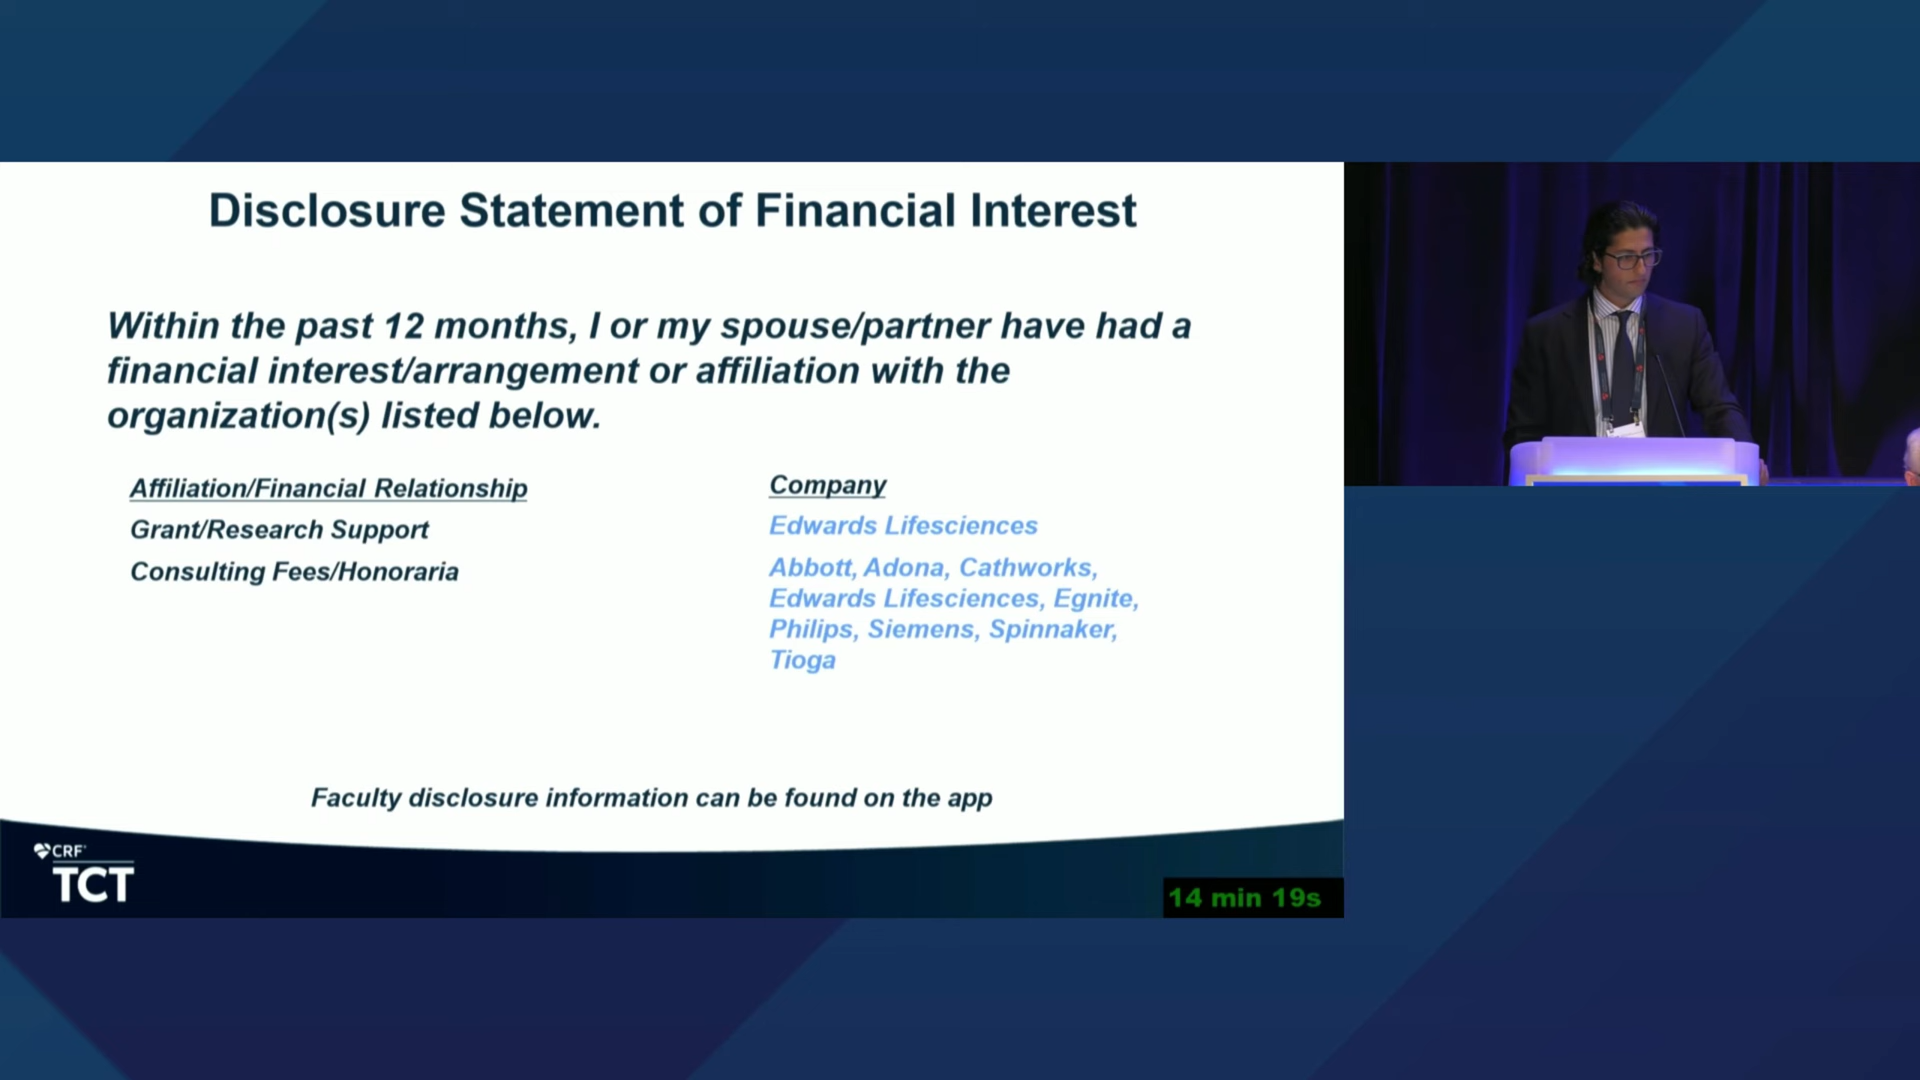 Disclosure Statement of Financial Interest
Within the past 12 months, I or my spouse/partner have had a
financial interest/arrangement or affiliation with the
organization(s) listed below.
Affiliation/Financial Relationship
Grant/Research Support
Consulting Fees/Honoraria
Company
Edwards Lifesciences
Abbott, Adona, Cathworks,
Edwards Lifesciences, Egnite,
Philips, Siemens, Spinnaker,
Tioga
Faculty disclosure information can be found on the app
CRF
TCT
14 min 19s